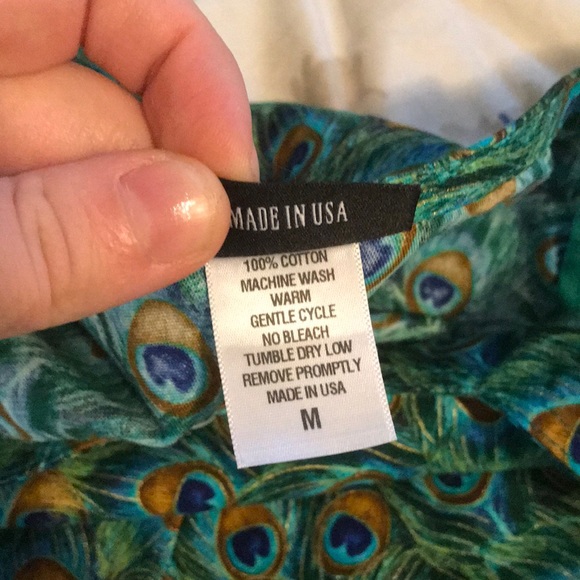 MADE IN USA
100% COTTON
MACHINE WASH
WARM
GENTLE CYCLE
NO BLEACH
TUMBLE DRY LOW
REMOVE PROMPTLY
MADE IN USA
M